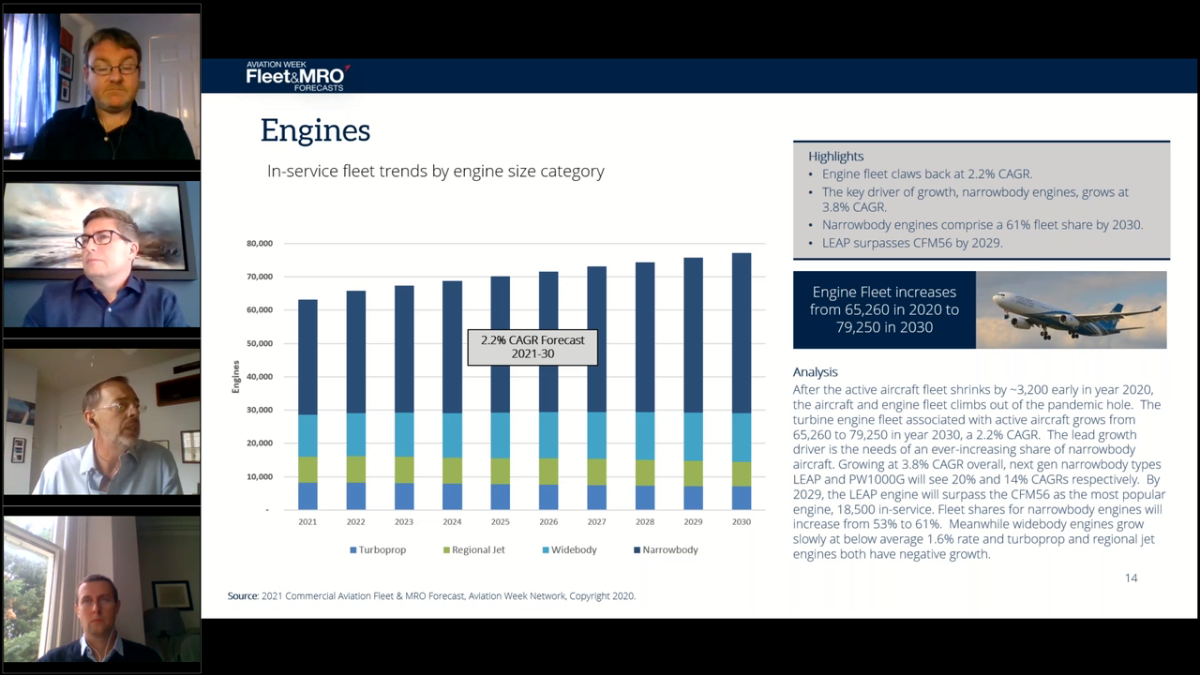 AVIATION WEEK
Fleet&MRO
FORECASTS
Engines
In-service fleet trends by engine size category
80,000
70,000
60,000
50,000
40,000
30,000
20,000
10,000
-
Engines
2.2% CAGR Forecast
2021-30
2021 2022 2023 2024 2025 2026 2027 2028 2029 2030
Turboprop Regional Jet Widebody Narrowbody
Source: 2021 Commercial Aviation Fleet & MRO Forecast, Aviation Week Network, Copyright 2020.
Highlights
• Engine fleet claws back at 2.2% CAGR.
• The key driver of growth, narrowbody engines, grows at
3.8% CAGR.
• Narrowbody engines comprise a 61% fleet share by 2030.
• LEAP surpasses CFM56 by 2029.
Engine Fleet increases
from 65,260 in 2020 to
79,250 in 2030
Analysis
After the active aircraft fleet shrinks by ~3,200 early in year 2020,
the aircraft and engine fleet climbs out of the pandemic hole. The
turbine engine fleet associated with active aircraft grows from
65,260 to 79,250 in year 2030, a 2.2% CAGR. The lead growth
driver is the needs of an ever-increasing share of narrowbody
aircraft. Growing at 3.8% CAGR overall, next gen narrowbody types
LEAP and PW1000G will see 20% and 14% CAGRs respectively. By
2029, the LEAP engine will surpass the CFM56 as the most popular
engine, 18,500 in-service. Fleet shares for narrowbody engines will
increase from 53% to 61%. Meanwhile widebody engines grow
slowly at below average 1.6% rate and turboprop and regional jet
engines both have negative growth.
14